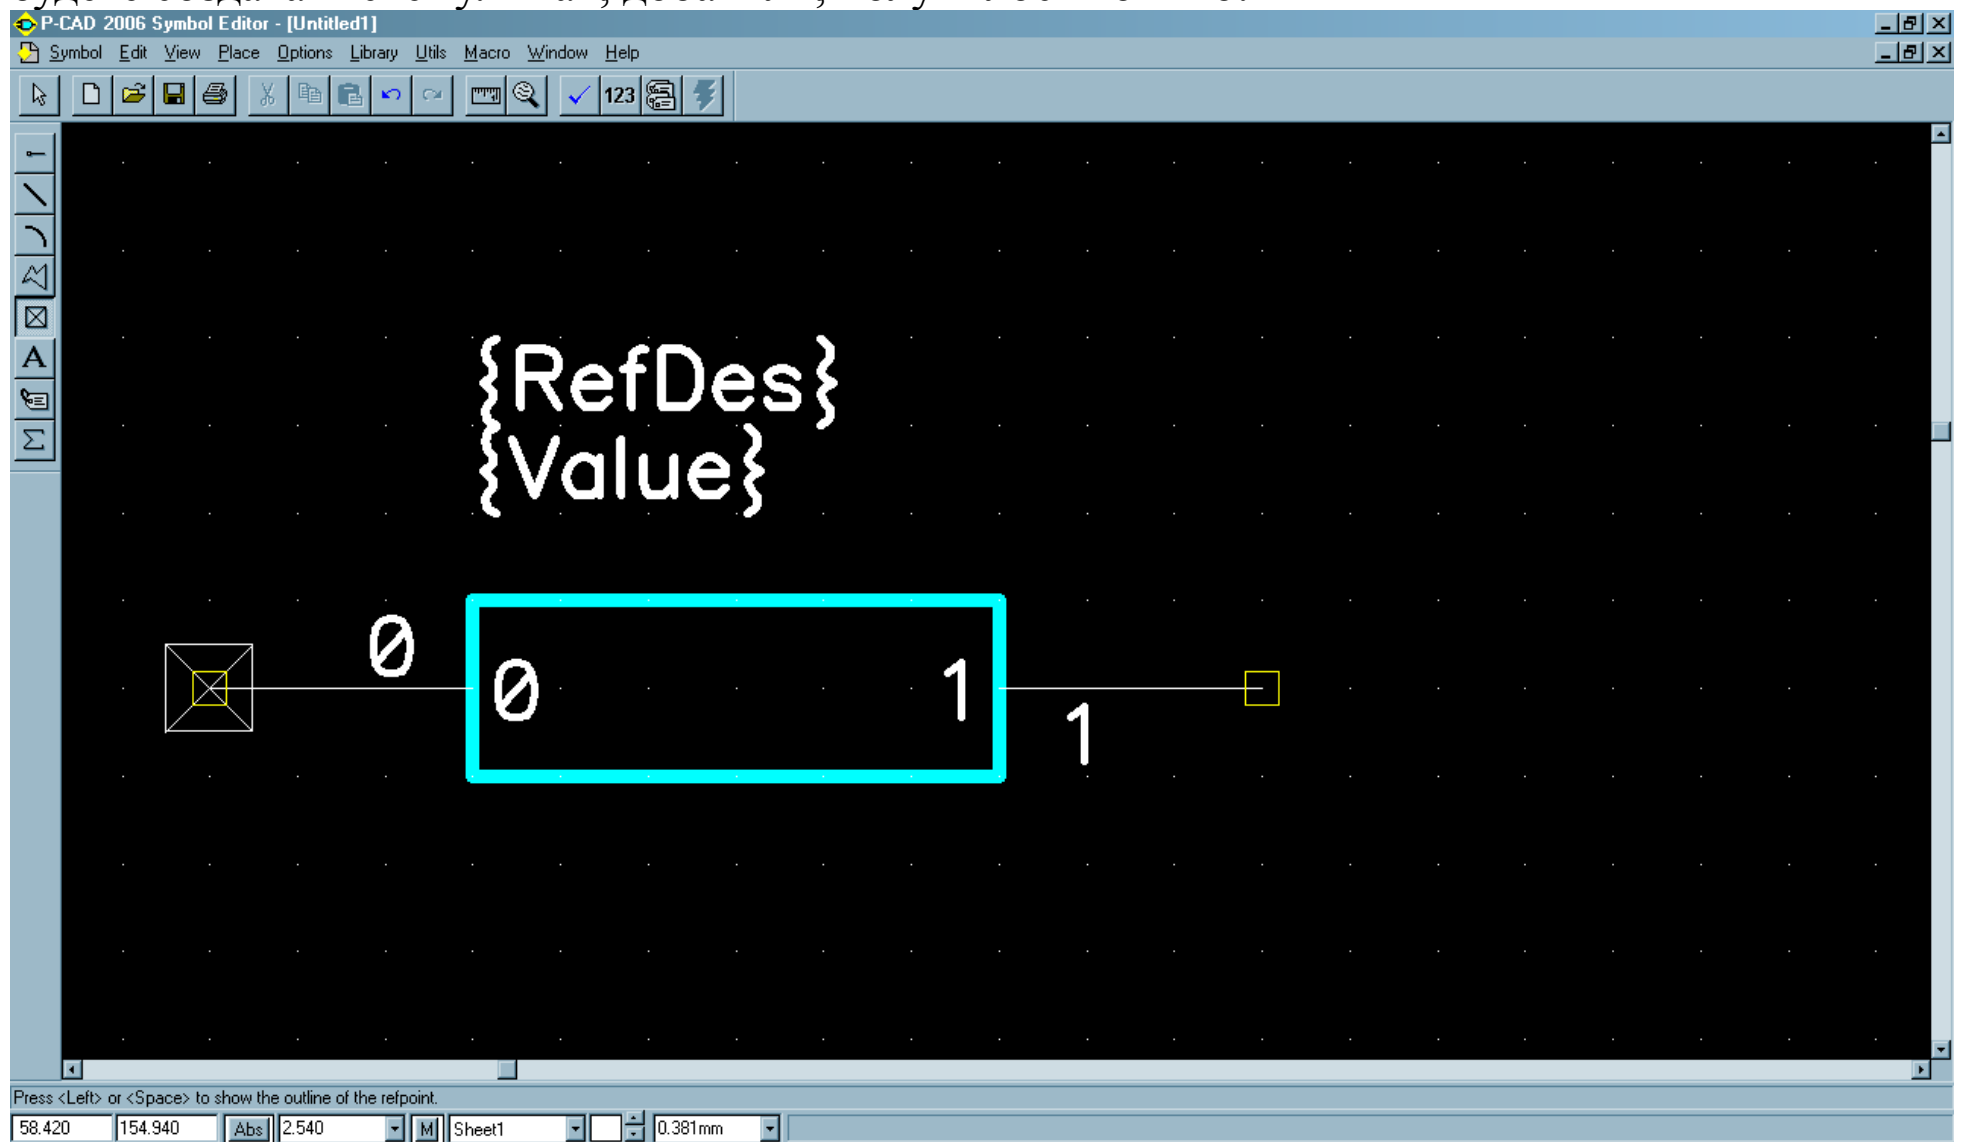 P-CAD 2006 Symbol Editor - [Untitled1]
Symbol Edit View Place Options Library Utils Macro Window Help
123
A
Σ
{RefDes}
{Value}
0
0 1
1
Press <Left> or <Space> to show the outline of the refpoint.
58.420 154.940 Abs 2.540 M Sheet1 0.381mm